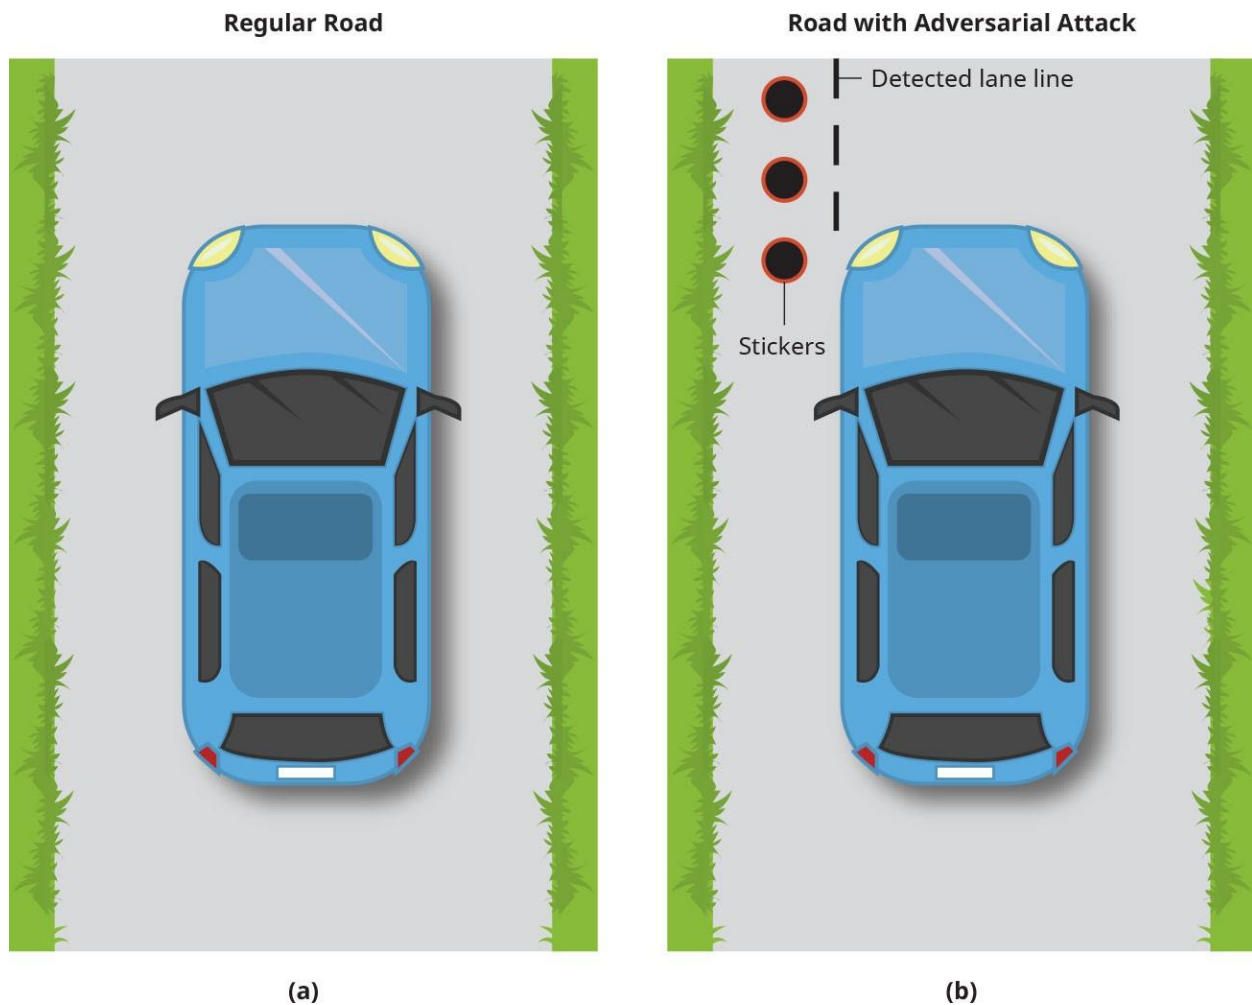 Regular Road
Road with Adversarial Attack
Detected lane line
Stickers
(a)
(b)